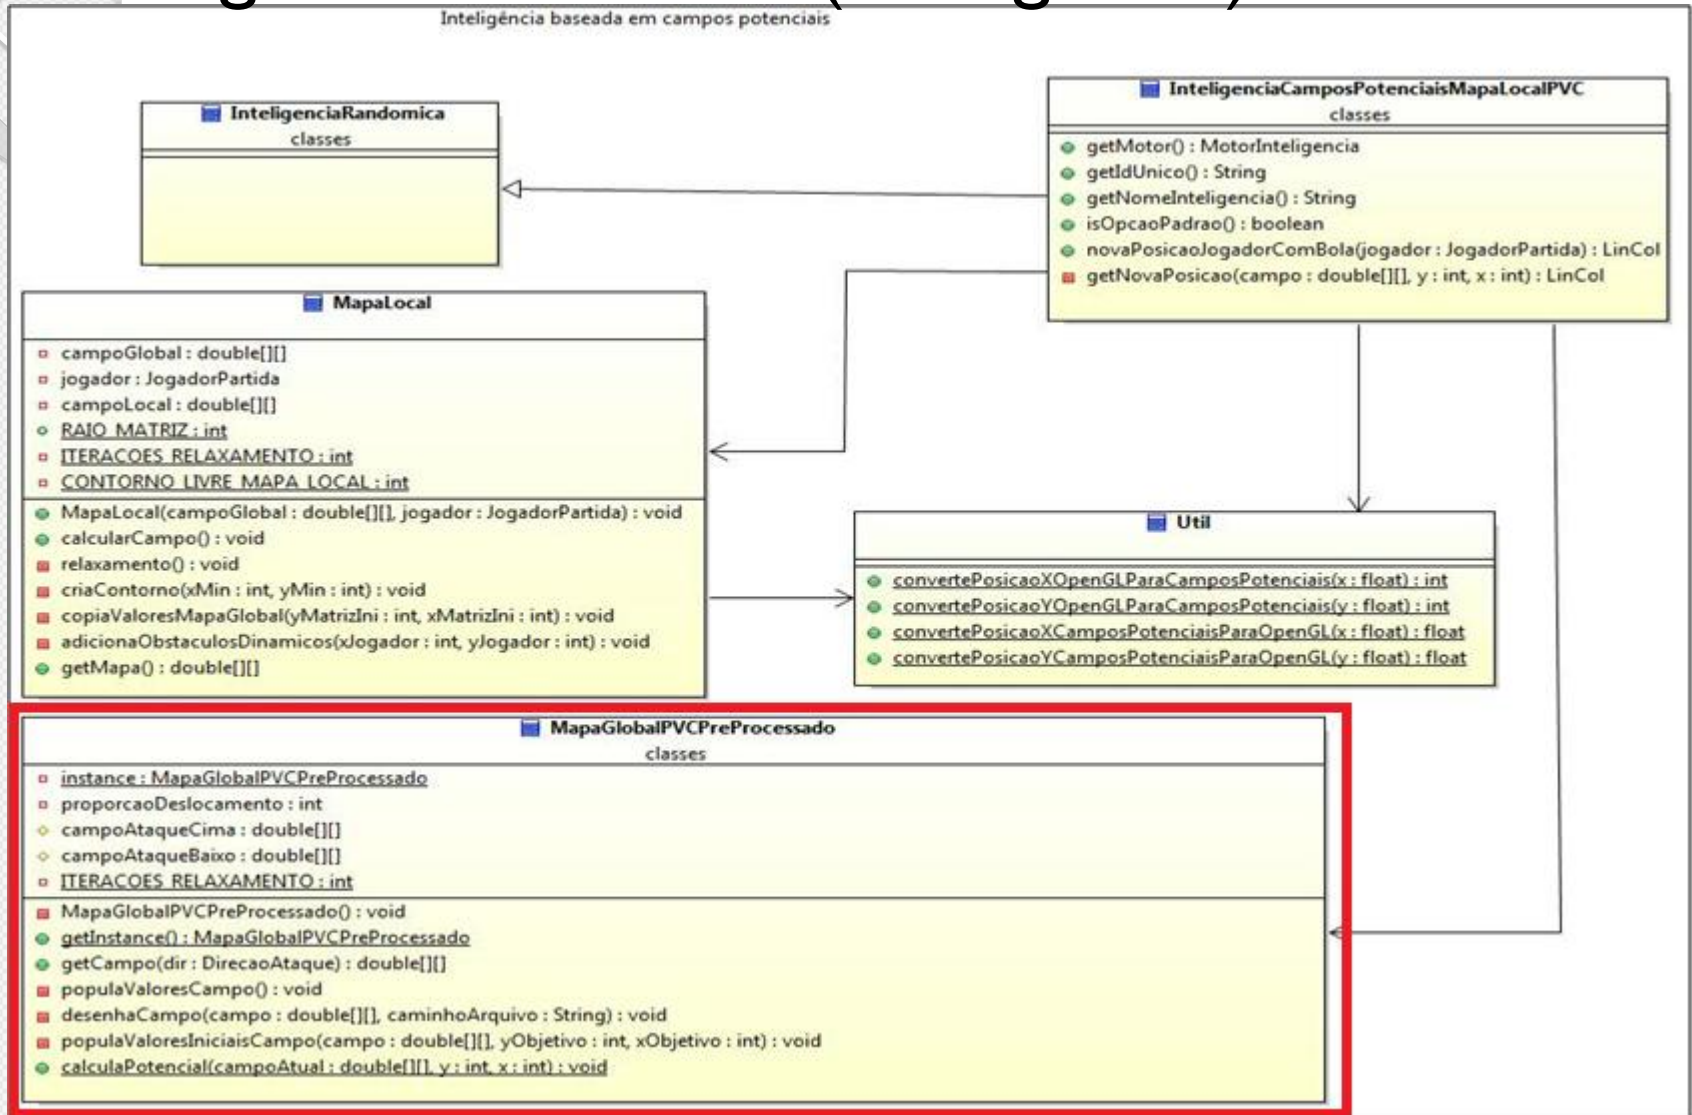 Inteligência baseada em campos potenciais
InteligenciaRandomica
classes
InteligenciaCamposPotenciaisMapaLocalPVC
classes
getMotor() : MotorInteligencia
getIdUnico() : String
getNomeInteligencia() : String
isOpcaoPadrao() : boolean
novaPosicaoJogadorComBola(jogador : JogadorPartida) : LinCol
getNovaPosicao(campo : double[][], y : int, x : int) : LinCol
MapaLocal
campoGlobal : double[][]
jogador : JogadorPartida
campoLocal : double[][]
RAIO_MATRIZ : int
ITERACOES_RELAXAMENTO : int
CONTORNO_LIVRE_MAPA_LOCAL : int
MapaLocal(campoGlobal : double[][], jogador : JogadorPartida) : void
calcularCampo() : void
relaxamento() : void
criaContorno(xMin : int, yMin : int) : void
copiaValoresMapaGlobal(yMatrizIni : int, xMatrizIni : int) : void
adicionaObstaculosDinamicos(xJogador : int, yJogador : int) : void
getMapa() : double[][]
Util
convertePosicaoXOpenGLParaCamposPotenciais(x : float) : int
convertePosicaoYOpenGLParaCamposPotenciais(y : float) : int
convertePosicaoXCamposPotenciaisParaOpenGL(x : float) : float
convertePosicaoYCamposPotenciaisParaOpenGL(y : float) : float
MapaGlobalPVCPreProcessado
classes
instance : MapaGlobalPVCPreProcessado
proporcaoDeslocamento : int
campoAtaqueCima : double[][]
campoAtaqueBaixo : double[][]
ITERACOES_RELAXAMENTO : int
MapaGlobalPVCPreProcessado() : void
getInstance() : MapaGlobalPVCPreProcessado
getCampo(dir : DirecaoAtaque) : double[][]
populaValoresCampo() : void
desenhaCampo(campo : double[][], caminhoArquivo : String) : void
populaValoresIniciaisCampo(campo : double[][], yObjetivo : int, xObjetivo : int) : void
calculaPotencial(campoAtual : double[][], y : int, x : int) : void